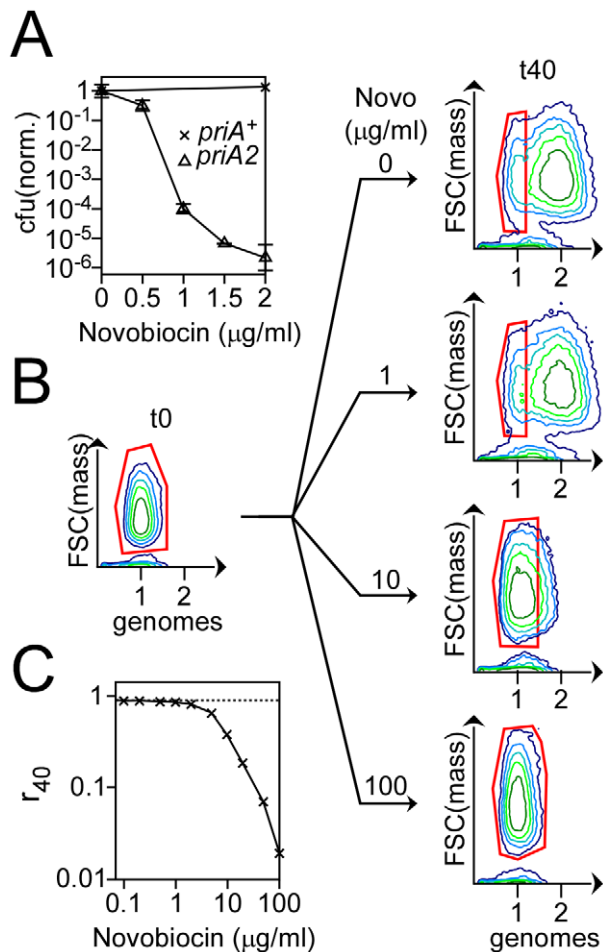 A
cfu(norm.)
1
10-1
10-2
10-3
10-4
10-5
10-6
× priA+
△ priA2
0 0.5 1 1.5 2
Novobiocin (μg/ml)
B
t0
FSC(mass)
1 2
genomes
C
r40
1
0.1
0.01
0.1 1 10 100
Novobiocin (μg/ml)
Novo
(μg/ml)
0
1
10
100
t40
FSC(mass)
1 2
FSC(mass)
1 2
FSC(mass)
1 2
FSC(mass)
1 2
genomes